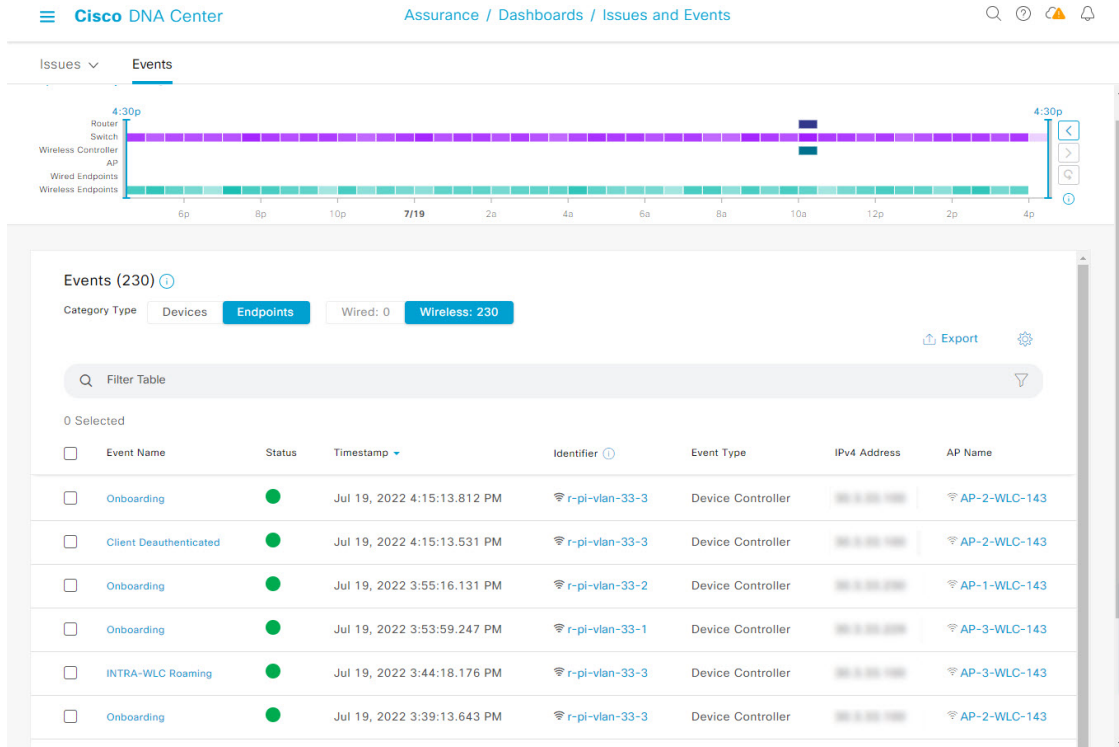 Cisco DNA Center Assurance / Dashboards / Issues and Events
Issues Events
4:30p 4:30p
Router
Switch
Wireless Controller
AP
Wired Endpoints
Wireless Endpoints
6p 8p 10p 7/19 2a 4a 6a 8a 10a 12p 2p 4p
Events (230)
Category Type Devices Endpoints Wired: 0 Wireless: 230
Export
Filter Table
0 Selected
Event Name Status Timestamp Identifier Event Type IPv4 Address AP Name
Onboarding Jul 19, 2022 4:15:13.812 PM r-pi-vlan-33-3 Device Controller AP-2-WLC-143
Client Deauthenticated Jul 19, 2022 4:15:13.531 PM r-pi-vlan-33-3 Device Controller AP-2-WLC-143
Onboarding Jul 19, 2022 3:55:16.131 PM r-pi-vlan-33-2 Device Controller AP-1-WLC-143
Onboarding Jul 19, 2022 3:53:59.247 PM r-pi-vlan-33-1 Device Controller AP-3-WLC-143
INTRA-WLC Roaming Jul 19, 2022 3:44:18.176 PM r-pi-vlan-33-3 Device Controller AP-3-WLC-143
Onboarding Jul 19, 2022 3:39:13.643 PM r-pi-vlan-33-3 Device Controller AP-2-WLC-143